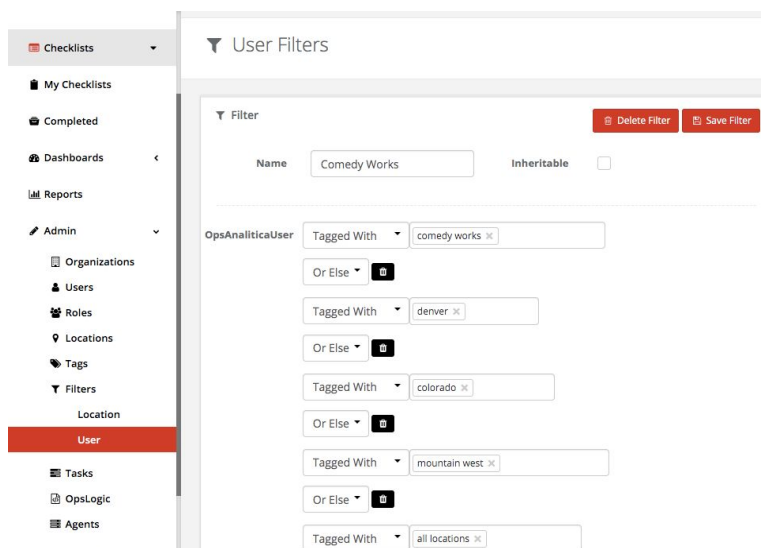 Checklists
My Checklists
Completed
Dashboards
Reports
Admin
Organizations
Users
Roles
Locations
Tags
Filters
Location
User
Tasks
OpsLogic
Agents
User Filters
Filter
Delete Filter Save Filter
Name Comedy Works Inheritable
OpsAnaliticaUser Tagged With comedy works ×
Or Else
Tagged With denver ×
Or Else
Tagged With colorado ×
Or Else
Tagged With mountain west ×
Or Else
Tagged With all locations ×